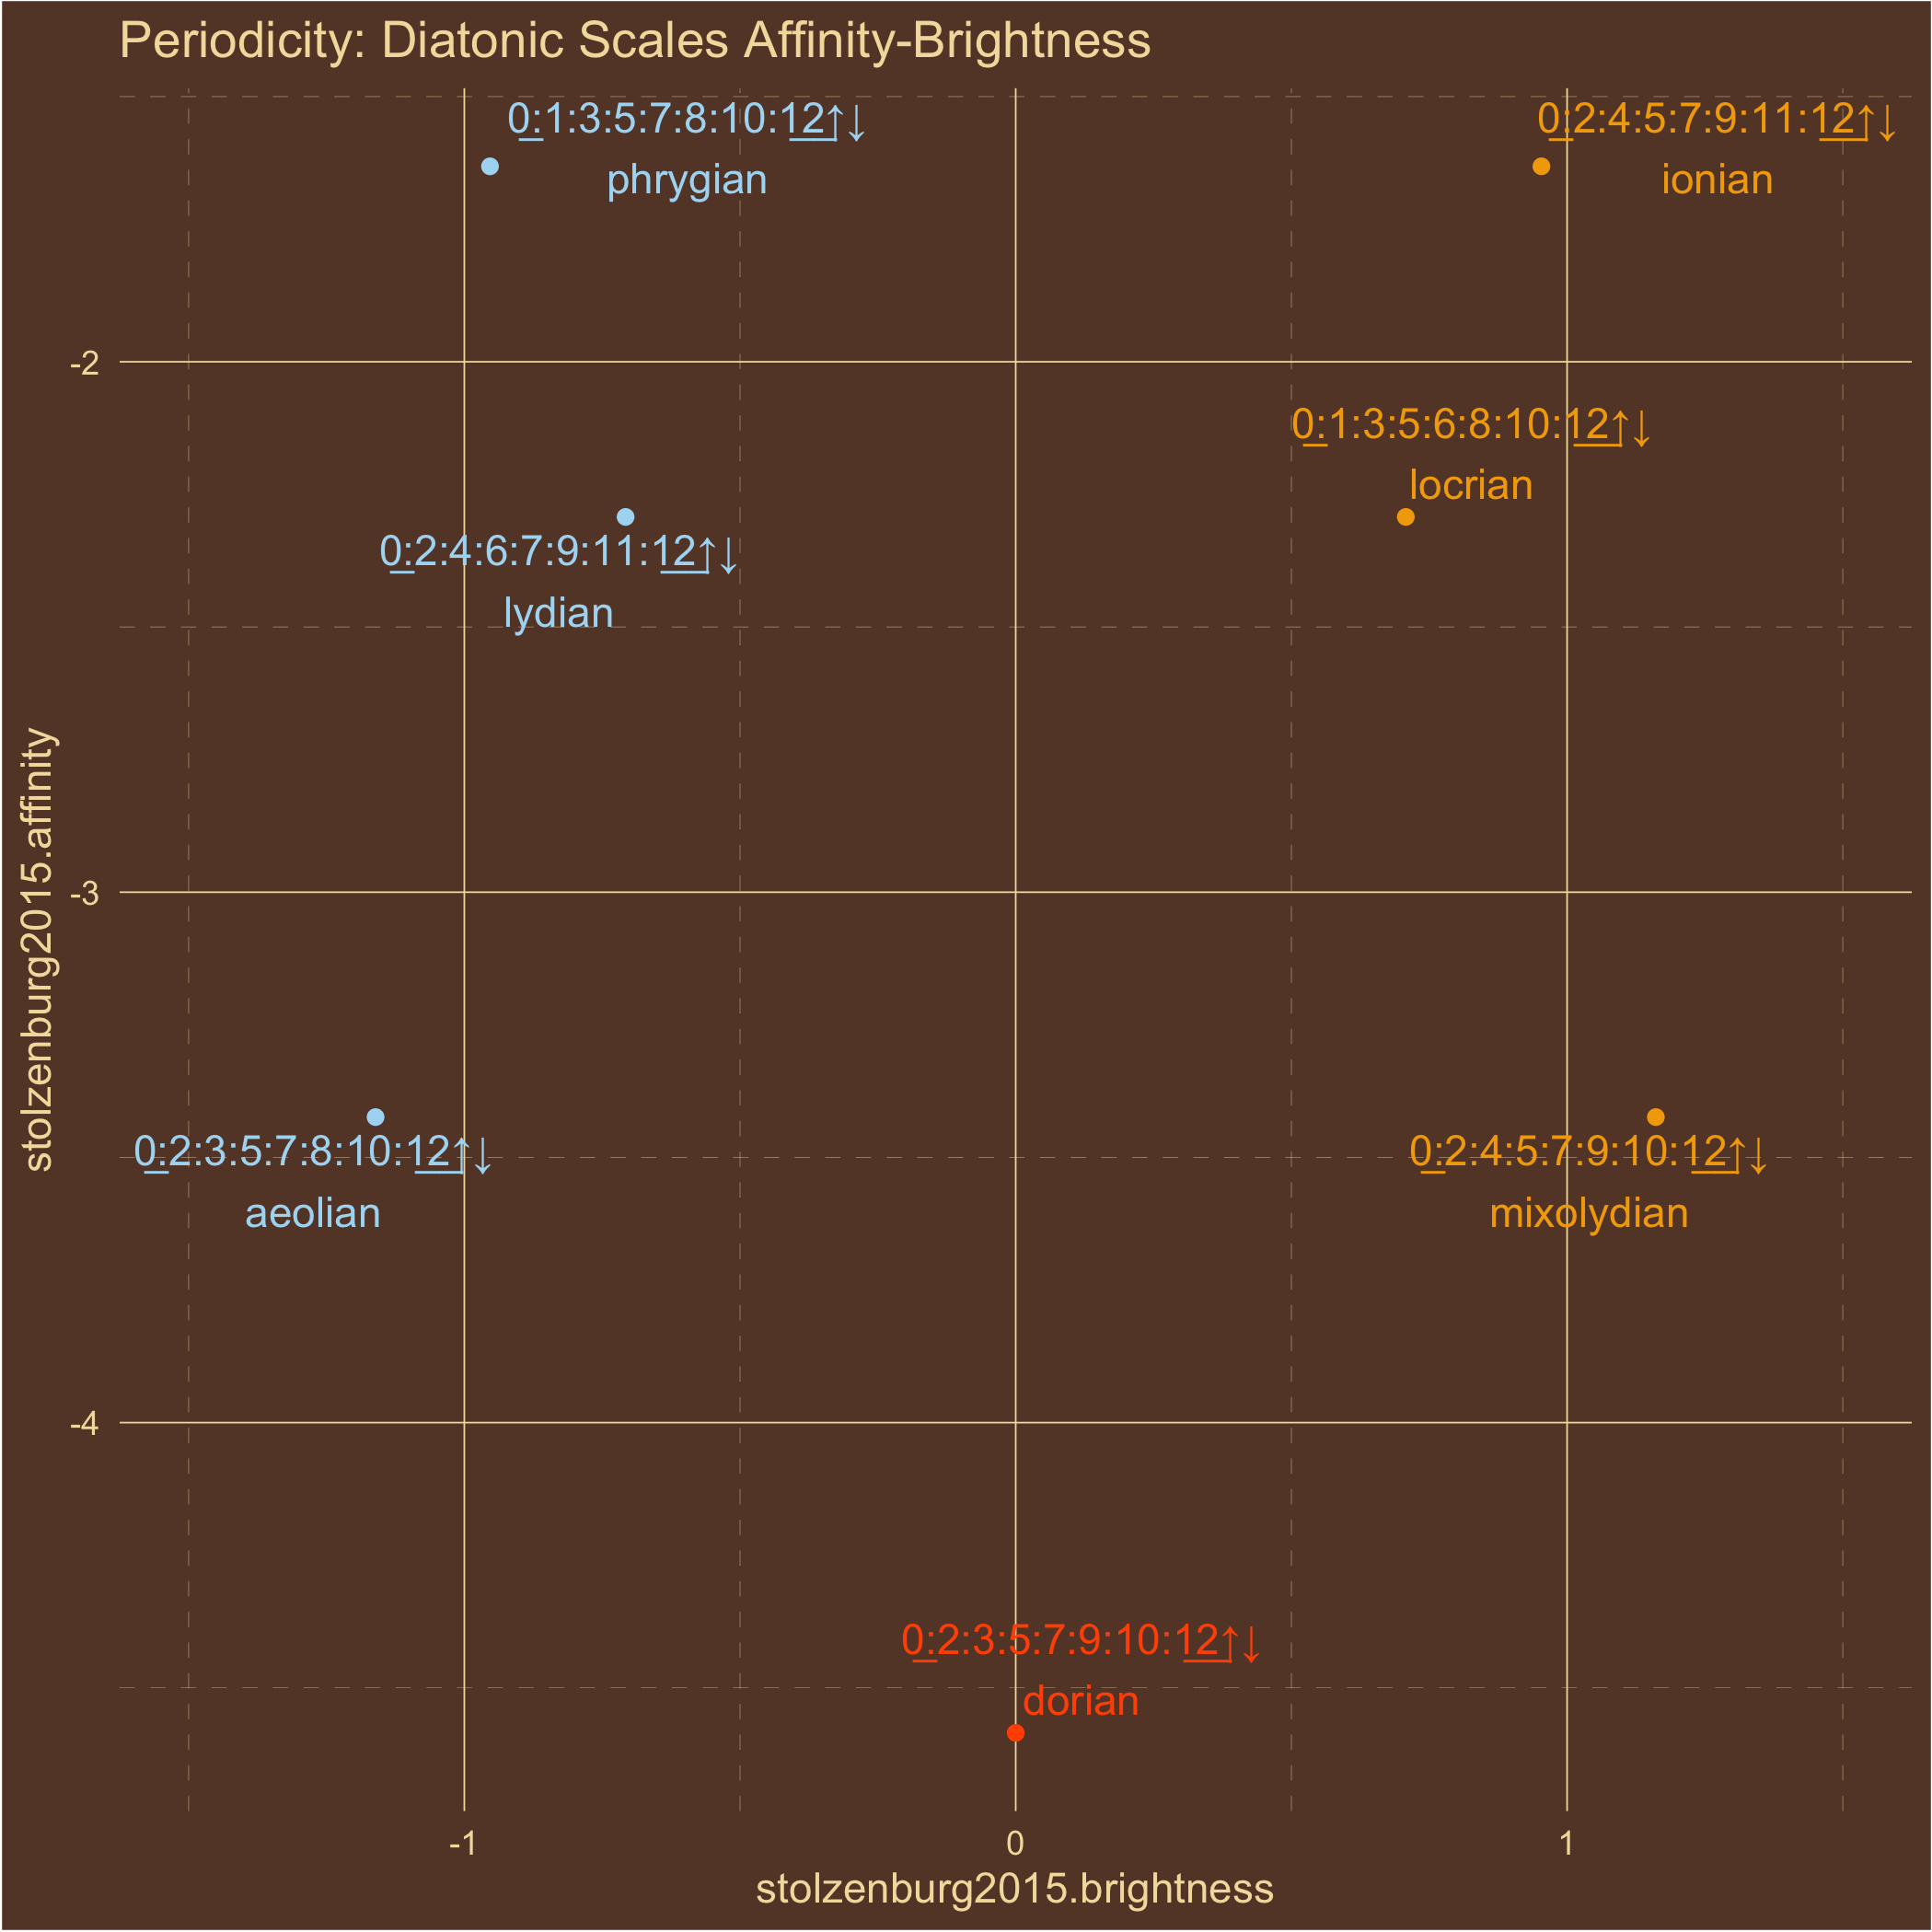 Periodicity: Diatonic Scales Affinity-Brightness
0:1:3:5:7:8:10:12↑↓
phrygian
0:2:4:5:7:9:11:12↑↓
ionian
-2
0:1:3:5:6:8:10:12↑↓
locrian
0:2:4:6:7:9:11:12↑↓
lydian
stolzenburg2015.affinity
-3
0:2:3:5:7:8:10:12↑↓
aeolian
0:2:4:5:7:9:10:12↑↓
mixolydian
-4
0:2:3:5:7:9:10:12↑↓
dorian
-1
0
1
stolzenburg2015.brightness